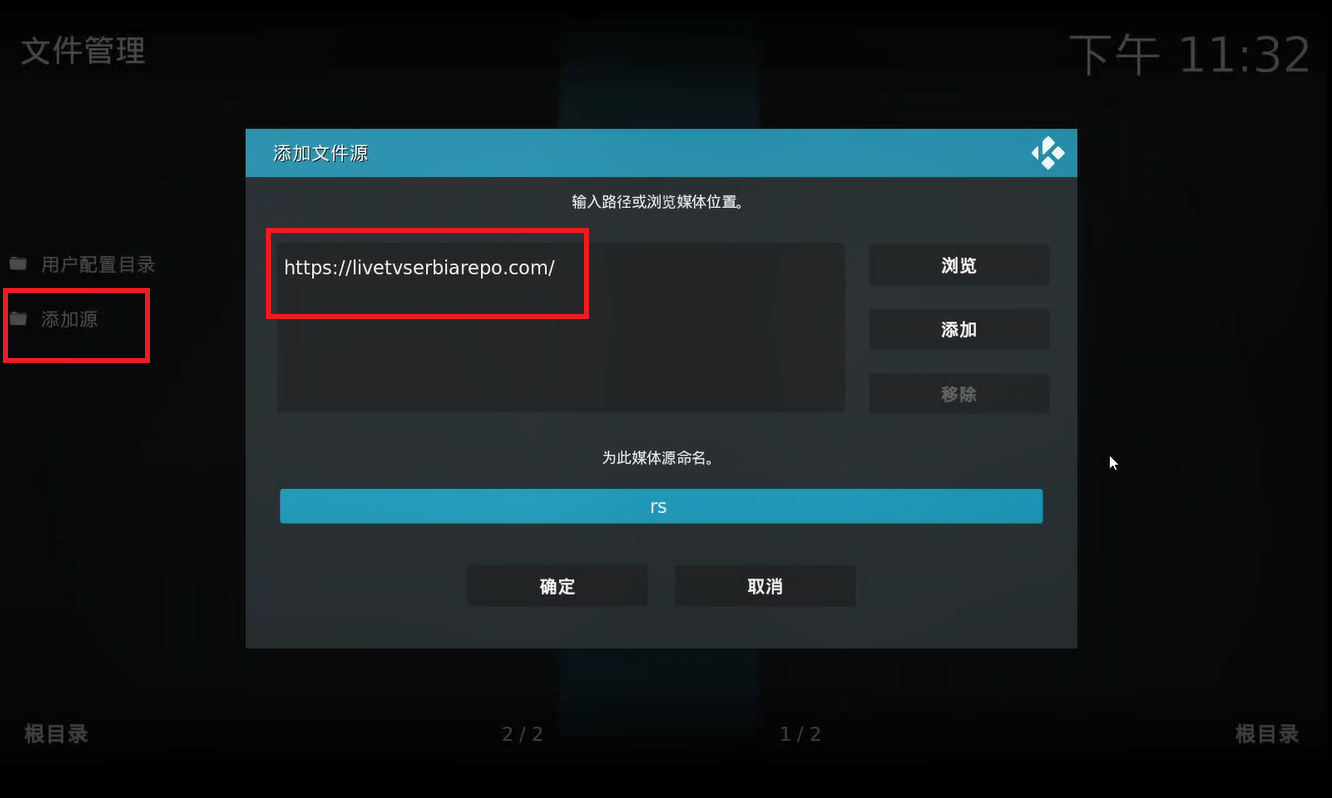 文件管理
下午 11:32
添加文件源
输入路径或浏览媒体位置。
https://livetvserbiarepo.com/
浏览
添加
移除
用户配置目录
添加源
为此媒体源命名。
rs
确定
取消
根目录
2 / 2
1 / 2
根目录